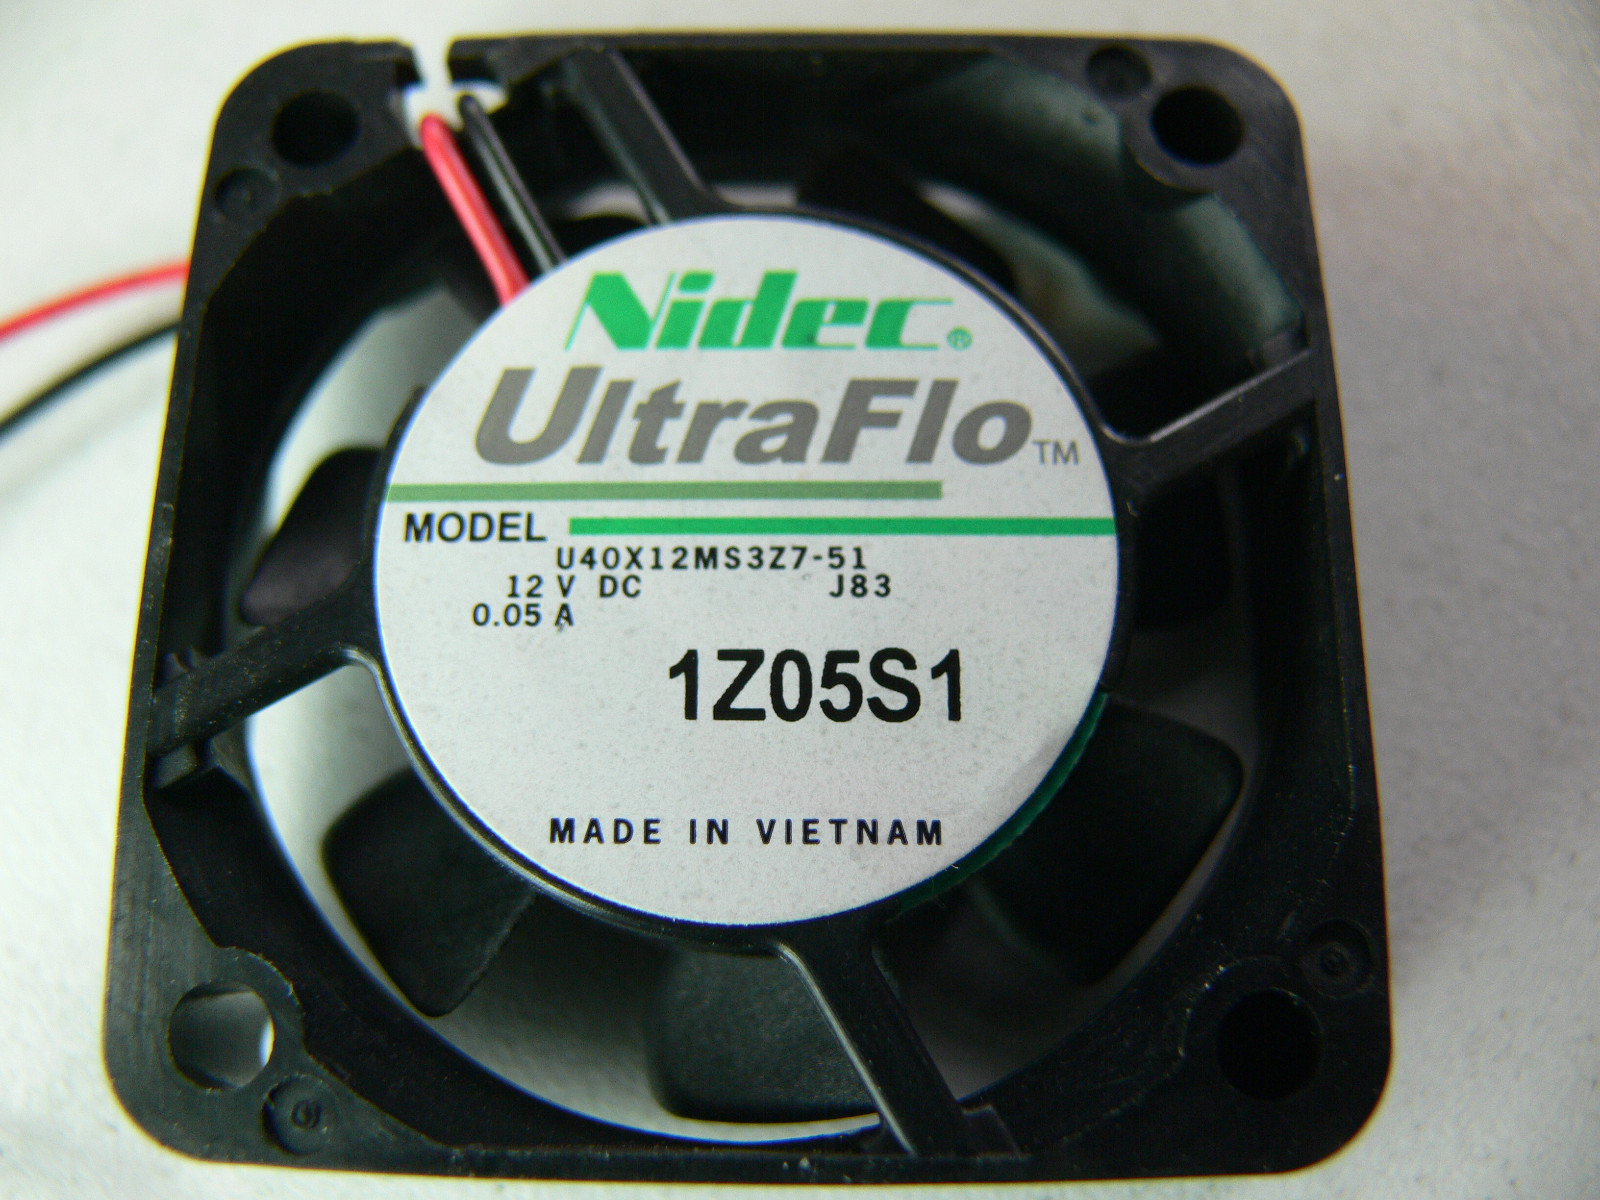 Nidec®
UltraFlo™
MODEL
U40X12MS3Z7-51
12 V DC J83
0.05 A
1Z05S1
MADE IN VIETNAM